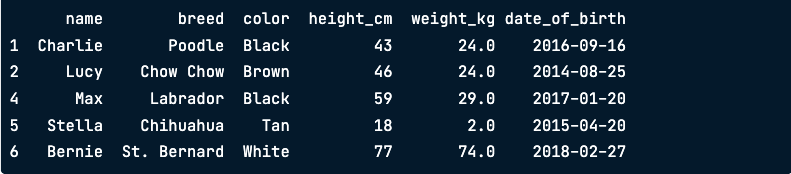 name breed color height_cm weight_kg date_of_birth
1 Charlie Poodle Black 43 24.0 2016-09-16
2 Lucy Chow Chow Brown 46 24.0 2014-08-25
4 Max Labrador Black 59 29.0 2017-01-20
5 Stella Chihuahua Tan 18 2.0 2015-04-20
6 Bernie St. Bernard White 77 74.0 2018-02-27